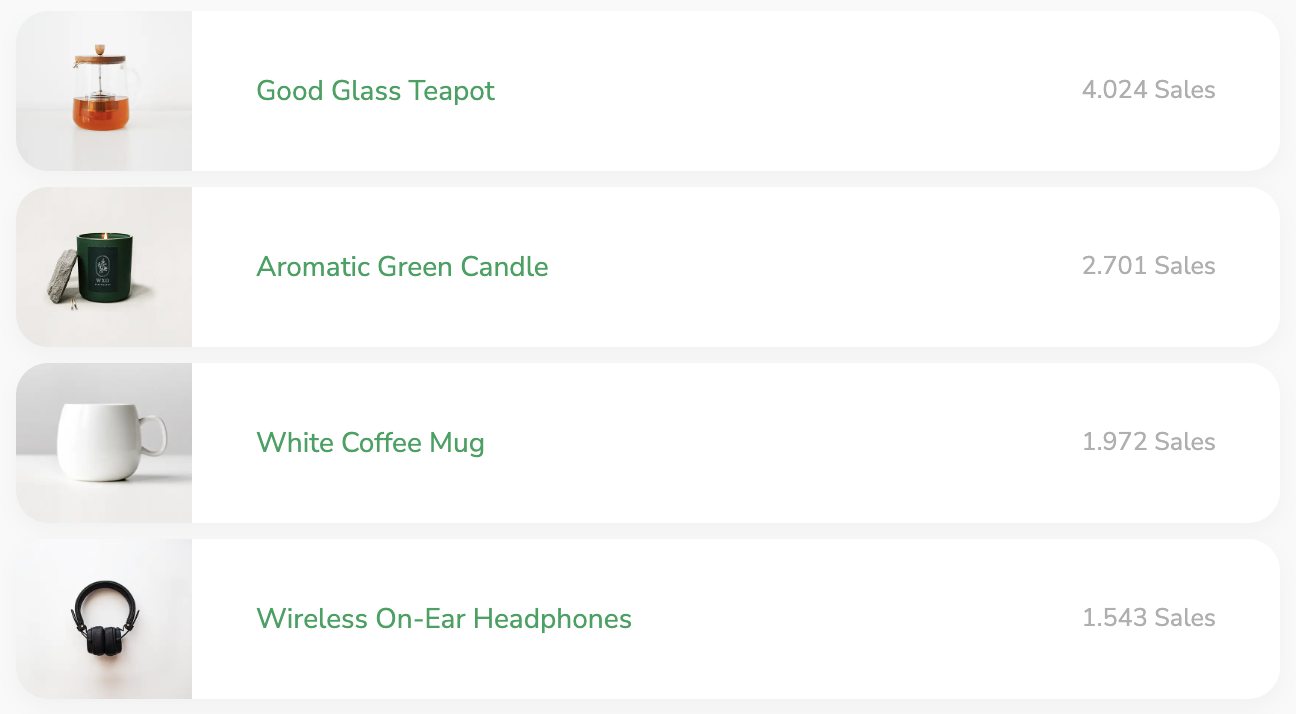 Good Glass Teapot
4.024 Sales
Aromatic Green Candle
2.701 Sales
White Coffee Mug
1.972 Sales
Wireless On-Ear Headphones
1.543 Sales